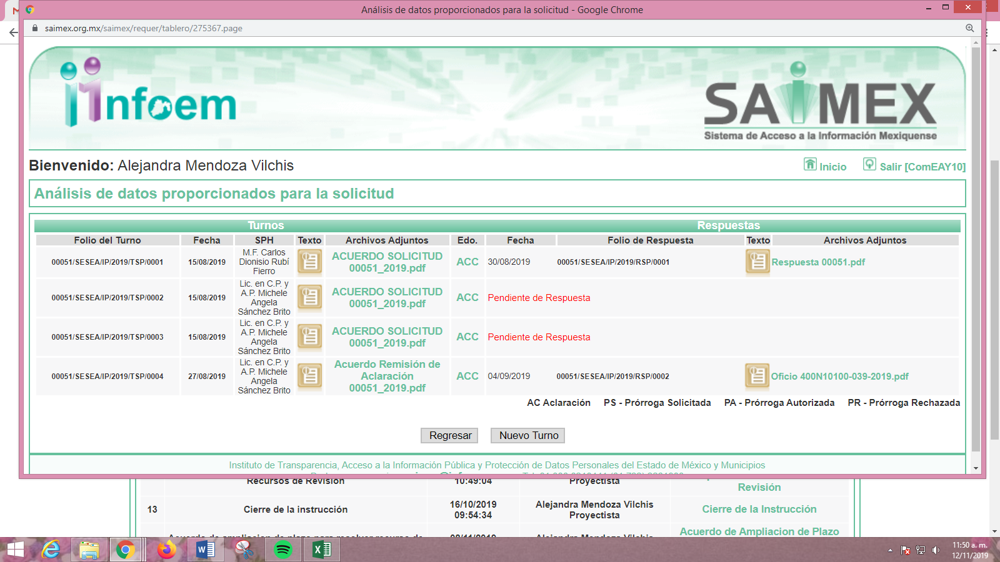 Análisis de datos proporcionados para la solicitud - Google Chrome
saimex.org.mx/saimex/requer/tablero/275367.page
infoem
SAIMEX
Sistema de Acceso a la Información Mexiquense
Bienvenido: Alejandra Mendoza Vilchis
Inicio Salir [ComEAY10]
Análisis de datos proporcionados para la solicitud
Turnos Respuestas
Folio del Turno Fecha SPH Texto Archivos Adjuntos Edo. Fecha Folio de Respuesta Texto Archivos Adjuntos
M.F. Carlos
Dionisio Rubí
Fierro
00051/SESEA/IP/2019/TSP/0001 15/08/2019 ACUERDO SOLICITUD
00051_2019.pdf ACC 30/08/2019 00051/SESEA/IP/2019/RSP/0001 Respuesta 00051.pdf
Lic. en C.P. y
A.P. Michele
Angela
Sánchez Brito
00051/SESEA/IP/2019/TSP/0002 15/08/2019 ACUERDO SOLICITUD
00051_2019.pdf ACC Pendiente de Respuesta
Lic. en C.P. y
A.P. Michele
Angela
Sánchez Brito
00051/SESEA/IP/2019/TSP/0003 15/08/2019 ACUERDO SOLICITUD
00051_2019.pdf ACC Pendiente de Respuesta
Lic. en C.P. y
A.P. Michele
Angela
Sánchez Brito
00051/SESEA/IP/2019/TSP/0004 27/08/2019 Acuerdo Remisión de
Aclaración
00051_2019.pdf ACC 04/09/2019 00051/SESEA/IP/2019/RSP/0002 Oficio 400N10100-039-2019.pdf
AC Aclaración PS - Prórroga Solicitada PA - Prórroga Autorizada PR - Prórroga Rechazada
Regresar Nuevo Turno
Instituto de Transparencia, Acceso a la Información Pública y Protección de Datos Personales del Estado de México y Municipios
Recursos de Revisión 10:49:04 Proyectista
Revisión
13 Cierre de la instrucción 16/10/2019
09:54:34 Alejandra Mendoza Vilchis
Proyectista Cierre de la Instrucción
Acuerdo de Ampliacion de Plazo
11:50 a. m.
12/11/2019